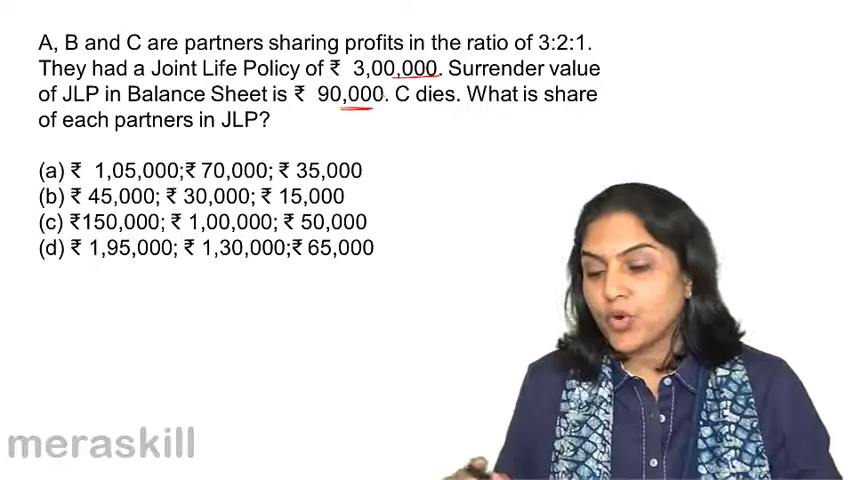 A, B and C are partners sharing profits in the ratio of 3:2:1.
They had a Joint Life Policy of ₹ 3,00,000. Surrender value
of JLP in Balance Sheet is ₹ 90,000. C dies. What is share
of each partners in JLP?
(a) ₹ 1,05,000;₹ 70,000; ₹ 35,000
(b) ₹ 45,000; ₹ 30,000; ₹ 15,000
(c) ₹150,000; ₹ 1,00,000; ₹ 50,000
(d) ₹ 1,95,000; ₹ 1,30,000;₹ 65,000
meraskill